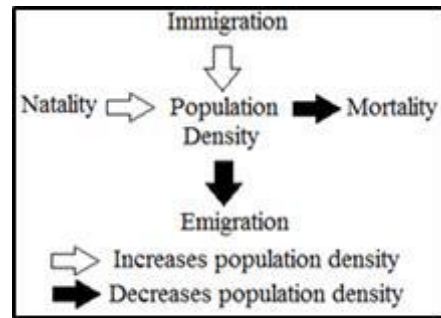 Immigration
Natality Population Mortality
Density
Emigration
Increases population density
Decreases population density